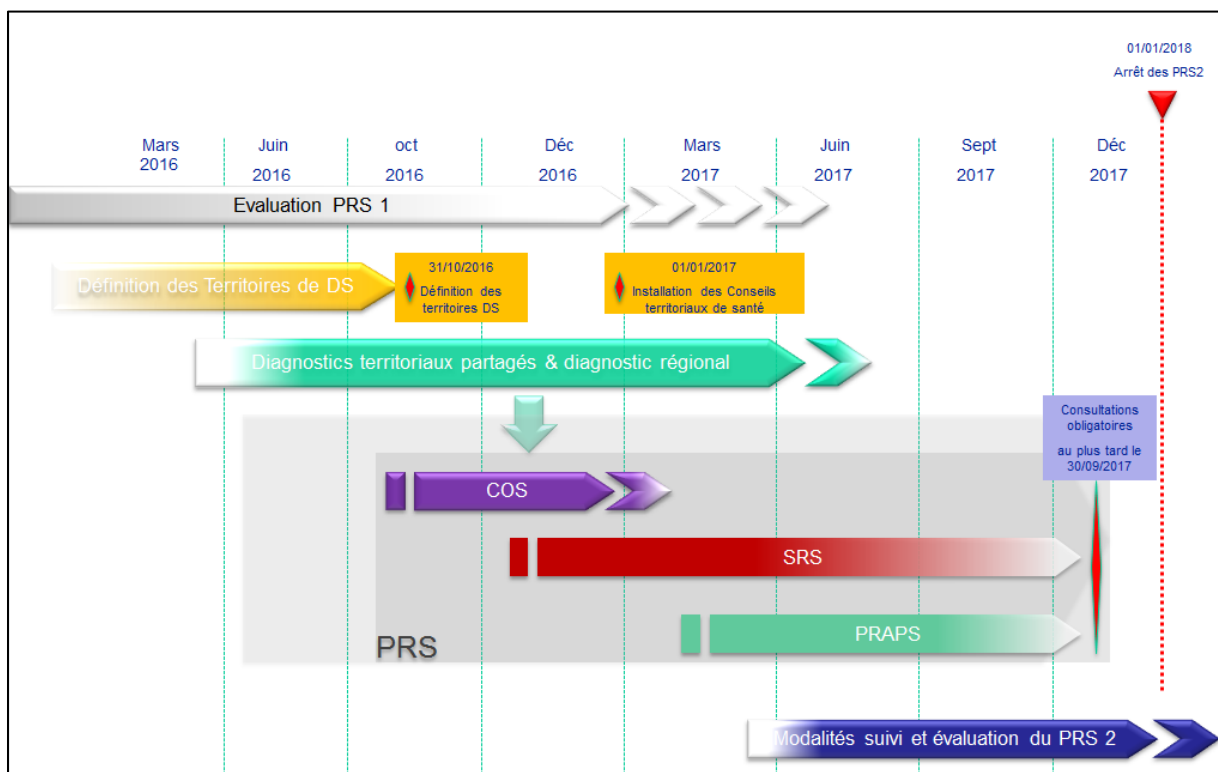 01/01/2018
Arrêt des PRS2
Mars
2016
Juin
2016
oct
2016
Déc
2016
Mars
2017
Juin
2017
Sept
2017
Déc
2017
Evaluation PRS 1
Définition des Territoires de DS
31/10/2016
Définition des
territoires DS
01/01/2017
Installation des Conseils
territoriaux de santé
Diagnostics territoriaux partagés & diagnostic régional
Consultations
obligatoires
au plus tard le
30/09/2017
COS
SRS
PRAPS
PRS
Modalités suivi et évaluation du PRS 2